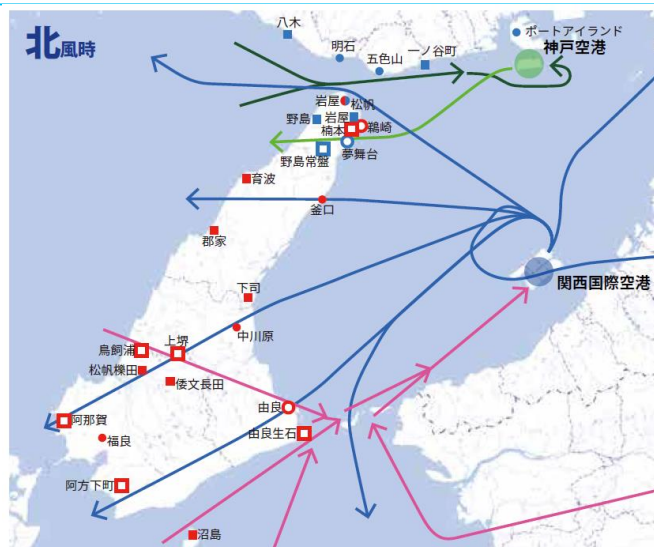 北風時
八木
ポートアイランド
明石
神戸空港
五色山
一ノ谷町
岩屋
松帆
野島
岩屋
楠本
鵜崎
野島常盤
夢舞台
育波
釜口
郡家
関西国際空港
下司
中川原
上堺
鳥飼浦
松帆櫟田
倭文長田
由良
阿那賀
福良
由良生石
阿万下町
沼島